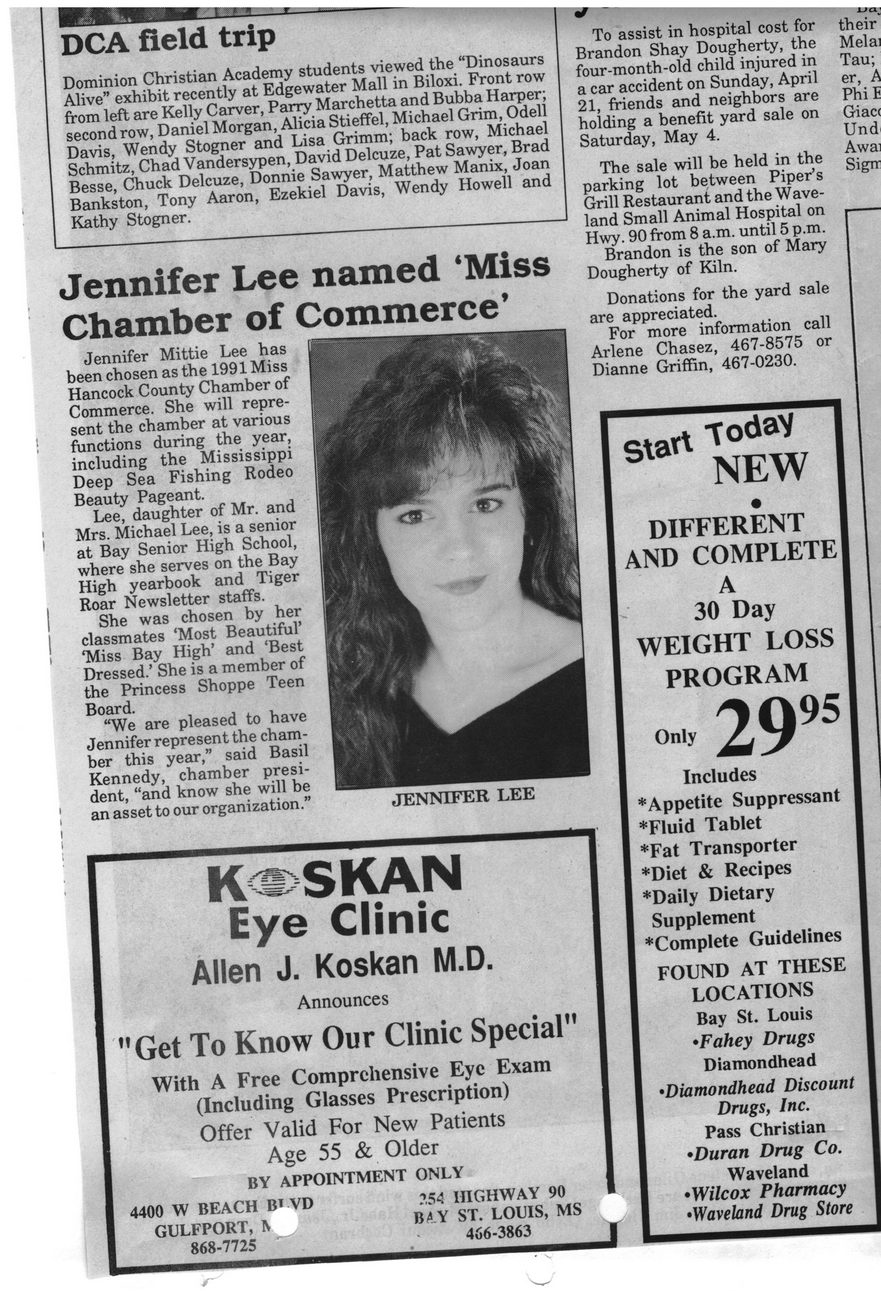 DCA field trip
Dominion Christian Academy students viewed the "Dinosaurs
Alive" exhibit recently at Edgewater Mall in Biloxi. Front row
from left are Kelly Carver, Parry Marchetta and Bubba Harper;
second row, Daniel Morgan, Alicia Stieffel, Michael Grim, Odell
Davis, Wendy Stogner and Lisa Grimm; back row, Michael
Schmitz, Chad Vandersypen, David Delcuze, Pat Sawyer, Brad
Besse, Chuck Delcuze, Donnie Sawyer, Matthew Manix, Joan
Bankston, Tony Aaron, Ezekiel Davis, Wendy Howell and
Kathy Stogner.
Jennifer Lee named 'Miss
Chamber of Commerce'
Jennifer Mittie Lee has
been chosen as the 1991 Miss
Hancock County Chamber of
Commerce. She will repre-
sent the chamber at various
functions during the year,
including the Mississippi
Deep Sea Fishing Rodeo
Beauty Pageant.
Lee, daughter of Mr. and
Mrs. Michael Lee, is a senior
at Bay Senior High School,
where she serves on the Bay
High yearbook and Tiger
Roar Newsletter staffs.
She was chosen by her
classmates 'Most Beautiful'
'Miss Bay High' and 'Best
Dressed.' She is a member of
the Princess Shoppe Teen
Board.
"We are pleased to have
Jennifer represent the cham-
ber this year," said Basil
Kennedy, chamber presi-
dent, "and know she will be
an asset to our organization."
JENNIFER LEE
KOSKAN
Eye Clinic
Allen J. Koskan M.D.
Announces
"Get To Know Our Clinic Special"
With A Free Comprehensive Eye Exam
(Including Glasses Prescription)
Offer Valid For New Patients
Age 55 & Older
BY APPOINTMENT ONLY
4400 W BEACH BLVD
GULFPORT,
868-7725
254 HIGHWAY 90
BAY ST. LOUIS, MS
466-3863
To assist in hospital cost for
Brandon Shay Dougherty, the
four-month-old child injured in
a car accident on Sunday, April
21, friends and neighbors are
holding a benefit yard sale on
Saturday, May 4.
The sale will be held in the
parking lot between Piper's
Grill Restaurant and the Wave-
land Small Animal Hospital on
Hwy. 90 from 8 a.m. until 5 p.m.
Brandon is the son of Mary
Dougherty of Kiln.
Donations for the yard sale
are appreciated.
For more information call
Arlene Chasez, 467-8575 or
Dianne Griffin, 467-0230.
Start Today
NEW
•
DIFFERENT
AND COMPLETE
A
30 Day
WEIGHT LOSS
PROGRAM
Only 29 95
Includes
*Appetite Suppressant
*Fluid Tablet
*Fat Transporter
*Diet & Recipes
*Daily Dietary
Supplement
*Complete Guidelines
FOUND AT THESE
LOCATIONS
Bay St. Louis
•Fahey Drugs
Diamondhead
•Diamondhead Discount
Drugs, Inc.
Pass Christian
•Duran Drug Co.
Waveland
•Wilcox Pharmacy
•Waveland Drug Store
their
Tau;
Phi